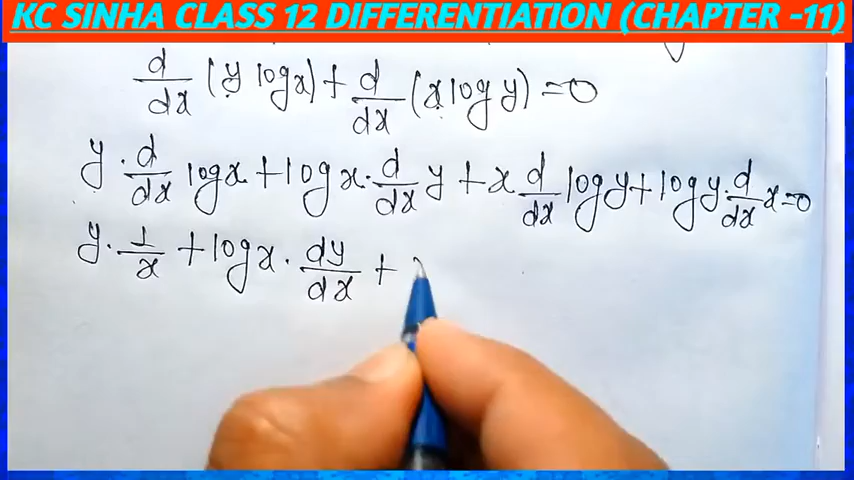 KC SINHA CLASS 12 DIFFERENTIATION (CHAPTER -11)
d/dx (y log x) + d/dx (x log y) = 0
y · d/dx log x + log x · d/dx y + x d/dx log y + log y · d/dx x = 0
y · 1/x + log x · dy/dx +